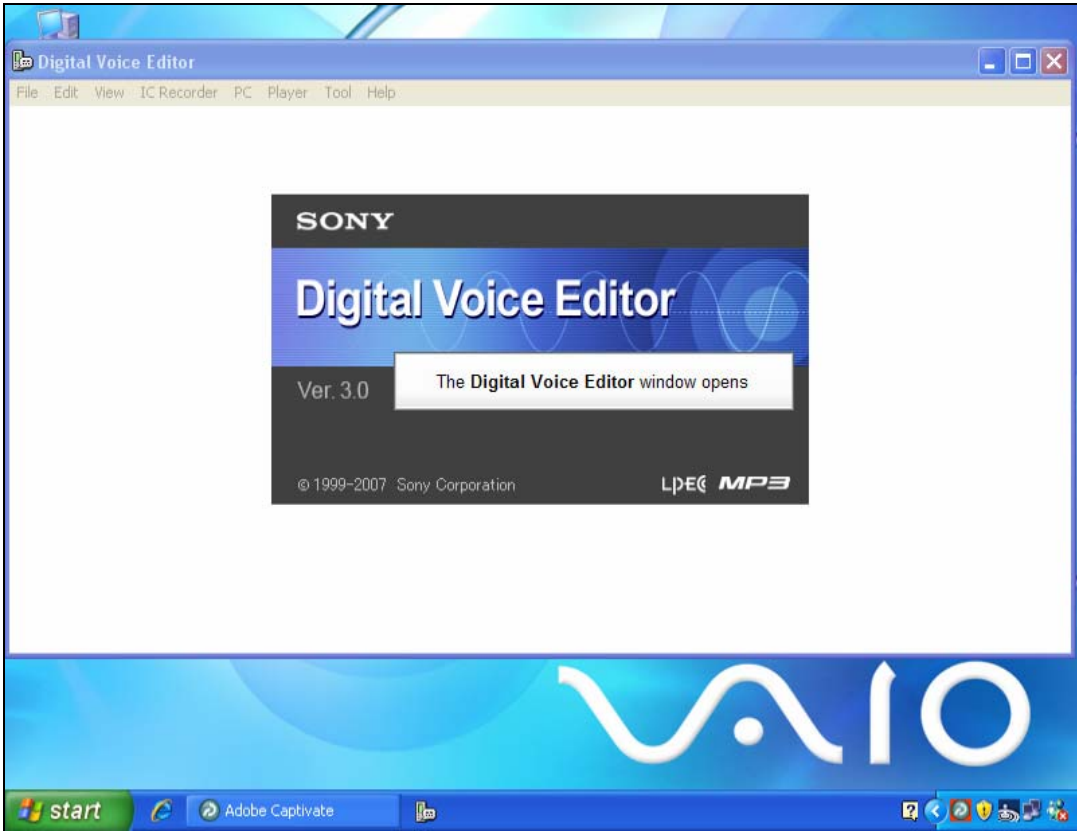 Digital Voice Editor
File Edit View IC Recorder PC Player Tool Help
SONY
Digital Voice Editor
The Digital Voice Editor window opens
Ver. 3.0
© 1999-2007 Sony Corporation
LPEC MP3
VAIO
start
Adobe Captivate